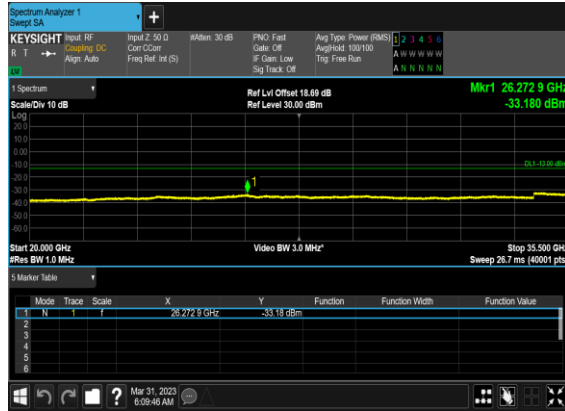 Spectrum Analyzer 1
Swept SA
+
KEYSIGHT Input: RF Input Z: 50 Ω #Atten: 30 dB PNO: Fast Avg Type: Power (RMS) 1 2 3 4 5 6
R T Coupling: DC Corr CCorr Gate: Off Avg|Hold: 100/100 A W W W W W
Align: Auto Freq Ref: Int (S) IF Gain: Low Trig: Free Run
LXI Sig Track: Off A N N N N N
1 Spectrum Ref Lvl Offset 18.69 dB Mkr1 26.272 9 GHz
Scale/Div 10 dB Ref Level 30.00 dBm -33.180 dBm
Log
20.0
10.0
0.00
-10.0 DL1 -13.00 dBm
-20.0 1
-30.0
-40.0
-50.0
-60.0
Start 20.000 GHz Video BW 3.0 MHz* Stop 35.500 GHz
#Res BW 1.0 MHz Sweep 26.7 ms (40001 pts)
5 Marker Table
Mode Trace Scale X Y Function Function Width Function Value
1 N 1 f 26.272 9 GHz -33.18 dBm
2
3
4
5
6
? Mar 31, 2023
6:09:46 AM